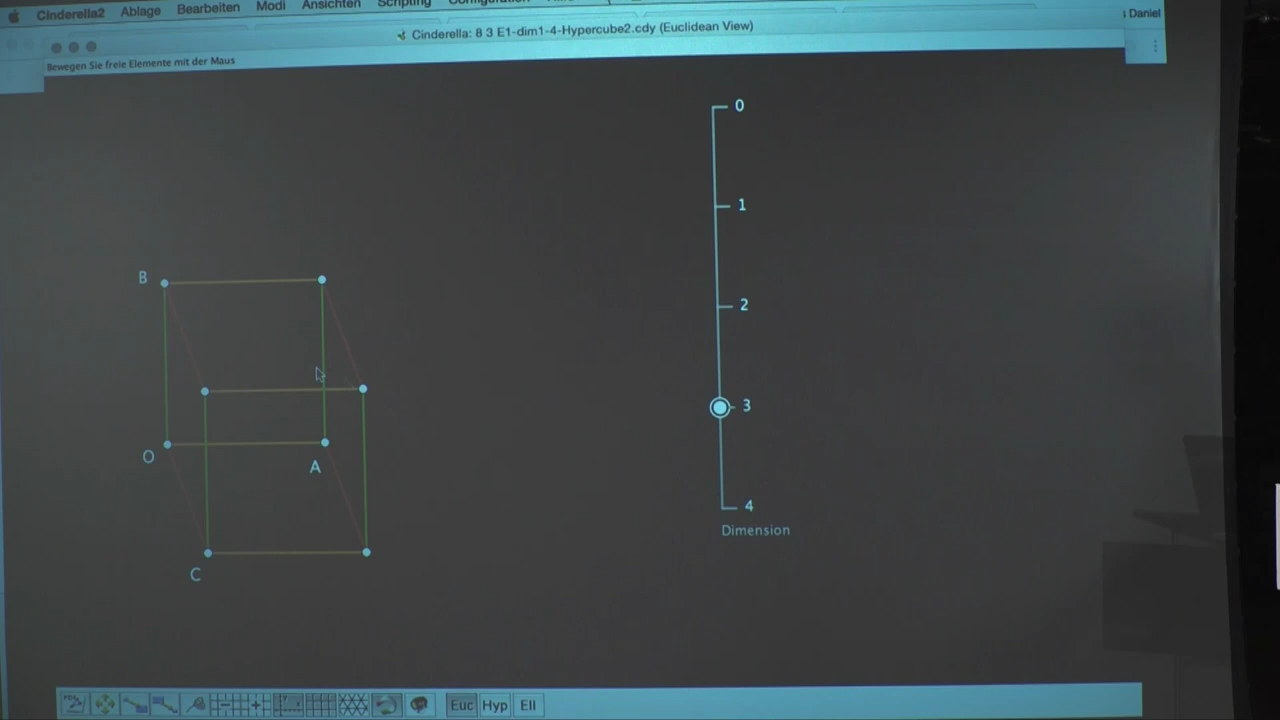 Cinderella2 Ablage Bearbeiten Modi Ansichten Scripting
Daniel
Cinderella: 8 3 E1-dim1-4-Hypercube2.cdy (Euclidean View)
Bewegen Sie freie Elemente mit der Maus
0
1
2
3
4
Dimension
B
O
A
C
Euc Hyp Ell